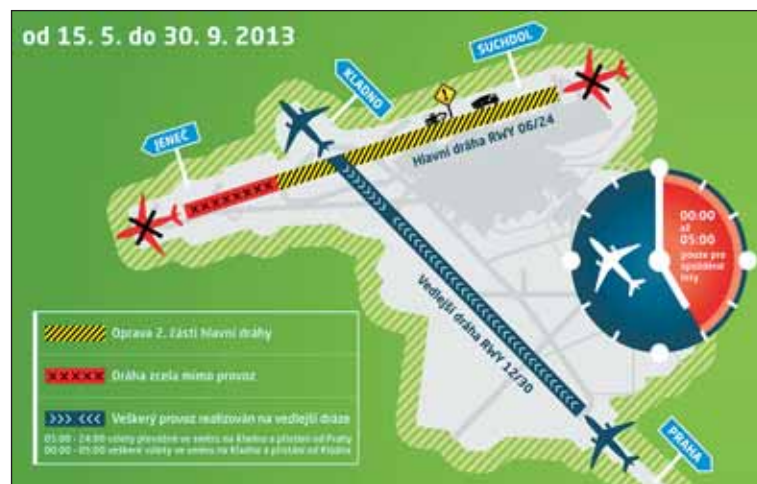 od 15. 5. do 30. 9. 2013
SUCHDOL
KLADNO
JENEČ
Hlavní dráha RWY 06/24
00:00
až
05:00
pouze pro
zpožděné
lety
Vedlejší dráha RWY 12/30
Oprava 2. části hlavní dráhy
Dráha zcela mimo provoz
Veškerý provoz realizován na vedlejší dráze
05:00 - 24:00 vzlety převážně ve směru na Kladno a přistání od Prahy
00:00 - 05:00 veškeré vzlety ve směru na Kladno a přistání od Kladna
PRAHA